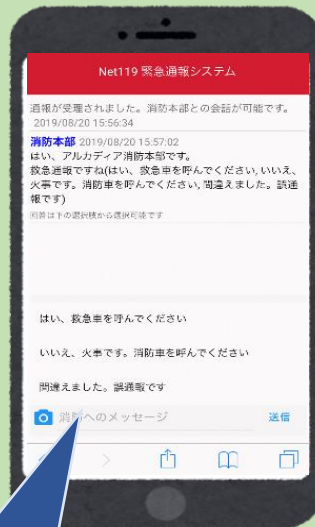 Net119 緊急通報システム
通報が受理されました。消防本部との会話が可能です。
2019/08/20 15:56:34
消防本部 2019/08/20 15:57:02
はい、アルカディア消防本部です。
救急通報ですね(はい、救急車を呼んでください, いいえ、
火事です。消防車を呼んでください, 間違えました。誤通
報です)
回答は下の選択肢から選択可能です
はい、救急車を呼んでください
いいえ、火事です。消防車を呼んでください
間違えました。誤通報です
消防へのメッセージ
送信